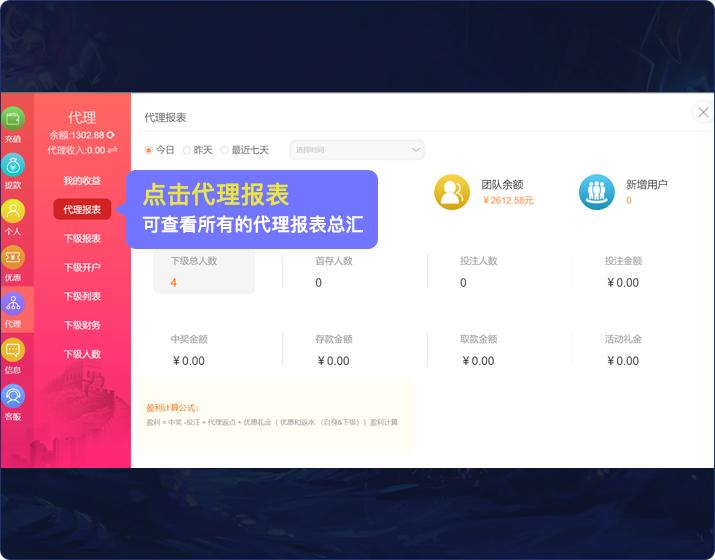 充值
提款
个人
优惠
代理
信息
客服
代理
余额:1302.88
代理收入:0.00
我的收益
代理报表
下级报表
下级开户
下级列表
下级财务
下级人数
代理报表
今日 昨天 最近七天 选择时间
点击代理报表
可查看所有的代理报表总汇
团队余额
¥2612.58元
新增用户
0
下级总人数 首存人数 投注人数 投注金额
4 0 0 ¥0.00
中奖金额 存款金额 取款金额 活动礼金
¥0.00 ¥0.00 ¥0.00 ¥0.00
盈利计算公式:
盈利 = 中奖 -投注 + 代理返点 + 优惠礼金（ 优惠和返水 （自身&下级））盈利计算